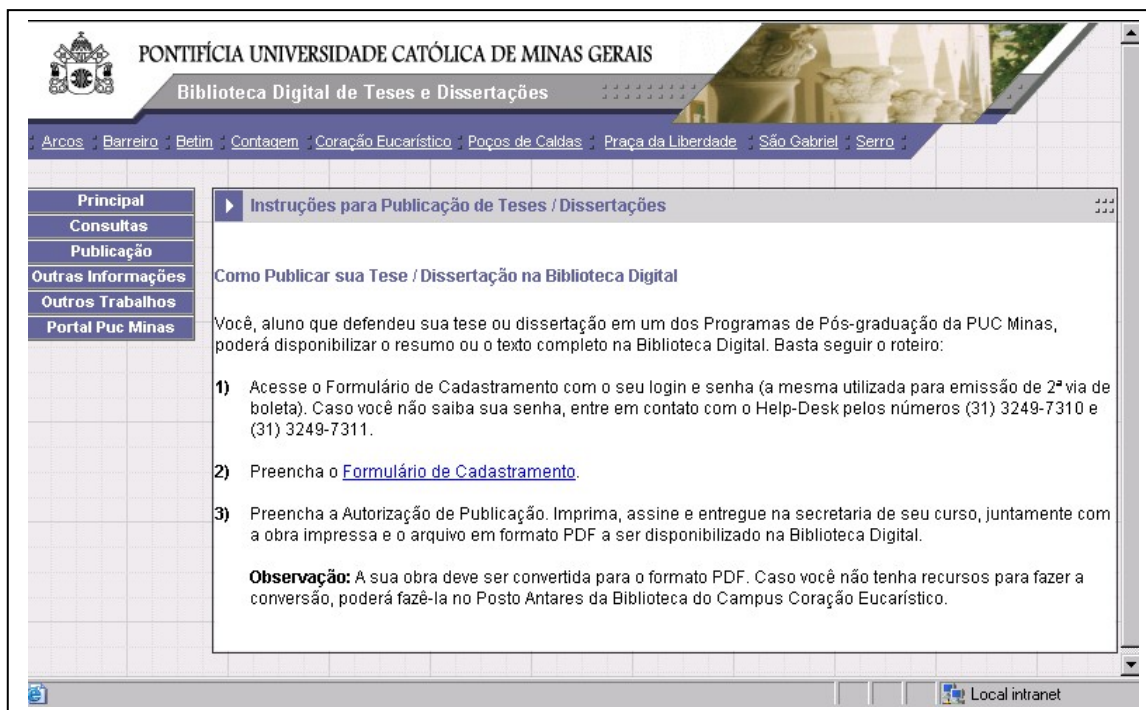 PONTIFÍCIA UNIVERSIDADE CATÓLICA DE MINAS GERAIS
Biblioteca Digital de Teses e Dissertações
Arcos Barreiro Betim Contagem Coração Eucarístico Poços de Caldas Praça da Liberdade São Gabriel Serro
Principal
Consultas
Publicação
Outras Informações
Outros Trabalhos
Portal Puc Minas
Instruções para Publicação de Teses / Dissertações
Como Publicar sua Tese / Dissertação na Biblioteca Digital
Você, aluno que defendeu sua tese ou dissertação em um dos Programas de Pós-graduação da PUC Minas,
poderá disponibilizar o resumo ou o texto completo na Biblioteca Digital. Basta seguir o roteiro:
1) Acesse o Formulário de Cadastramento com o seu login e senha (a mesma utilizada para emissão de 2ª via de
boleta). Caso você não saiba sua senha, entre em contato com o Help-Desk pelos números (31) 3249-7310 e
(31) 3249-7311.
2) Preencha o Formulário de Cadastramento.
3) Preencha a Autorização de Publicação. Imprima, assine e entregue na secretaria de seu curso, juntamente com
a obra impressa e o arquivo em formato PDF a ser disponibilizado na Biblioteca Digital.
Observação: A sua obra deve ser convertida para o formato PDF. Caso você não tenha recursos para fazer a
conversão, poderá fazê-la no Posto Antares da Biblioteca do Campus Coração Eucarístico.
Local intranet